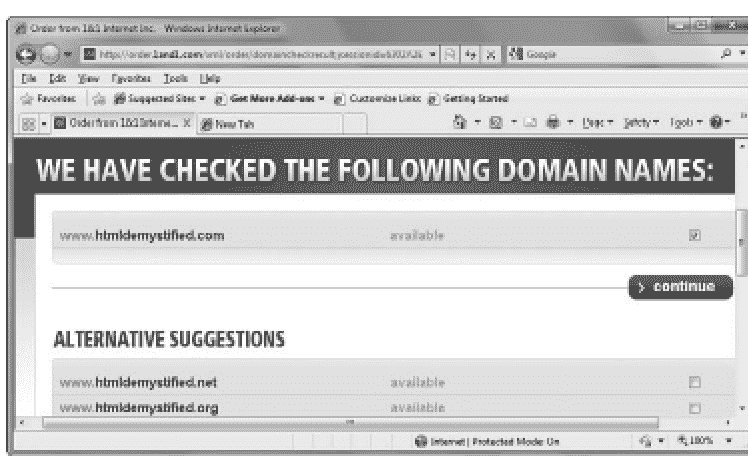 Order from 1&1 Internet Inc. - Windows Internet Explorer
Google
File Edit View Favorites Tools Help
Favorites Suggested Sites Get More Add-ons Customize Links Getting Started
Order from 1&1 Interne... X New Tab Page Safety Tools
WE HAVE CHECKED THE FOLLOWING DOMAIN NAMES:
www.htmldemystified.com available
continue
ALTERNATIVE SUGGESTIONS
www.htmldemystified.net available
www.htmldemystified.org available
Internet | Protected Mode: On 100%